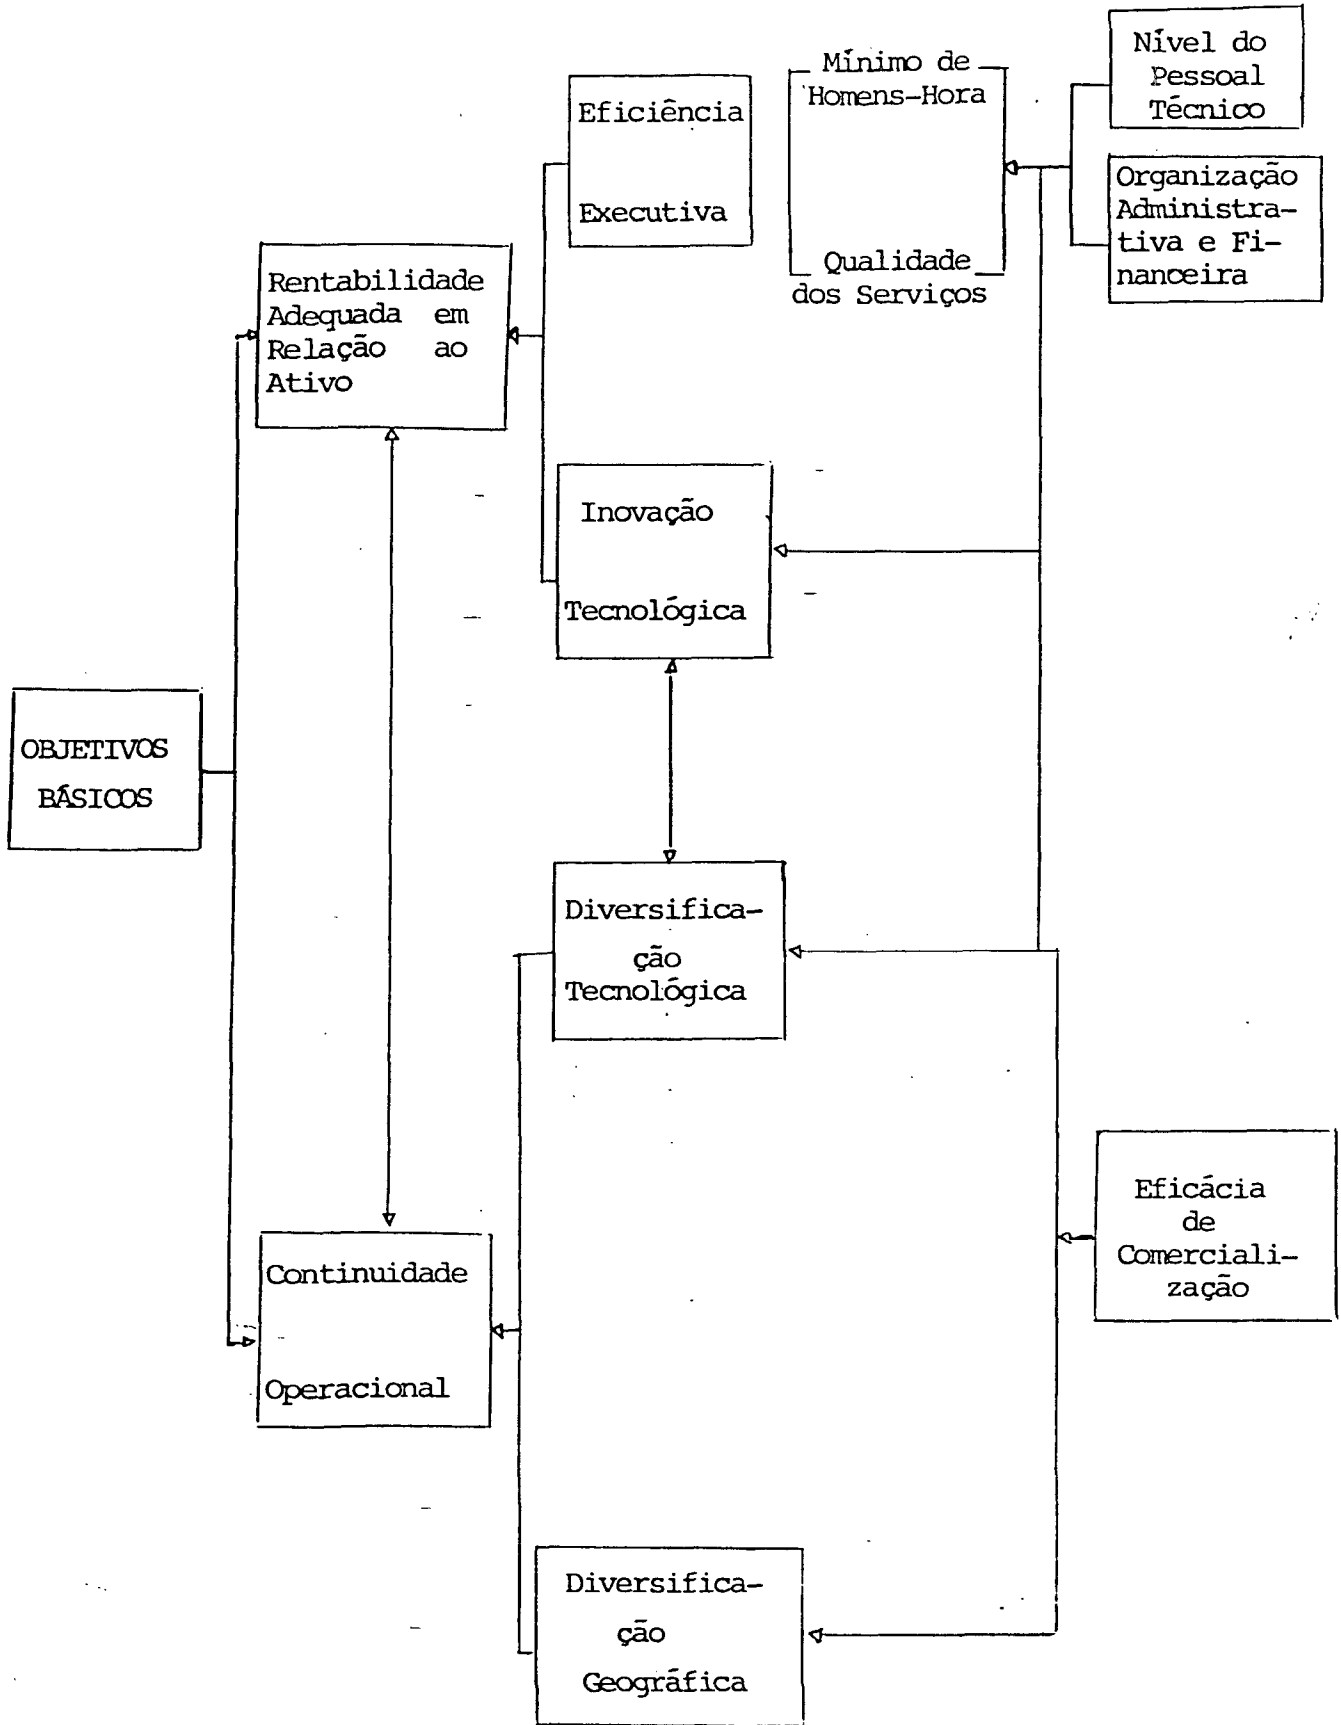 Nível do
Pessoal
Técnico
Mínimo de
Homens-Hora
Eficiência
Executiva
Organização
Administra-
tiva e Fi-
nanceira
Qualidade
dos Serviços
Rentabilidade
Adequada em
Relação ao
Ativo
Inovação
Tecnológica
OBJETIVOS
BÁSICOS
Diversifica-
ção
Tecnológica
Eficácia
de
Comerciali-
zação
Continuidade
Operacional
Diversifica-
ção
Geográfica